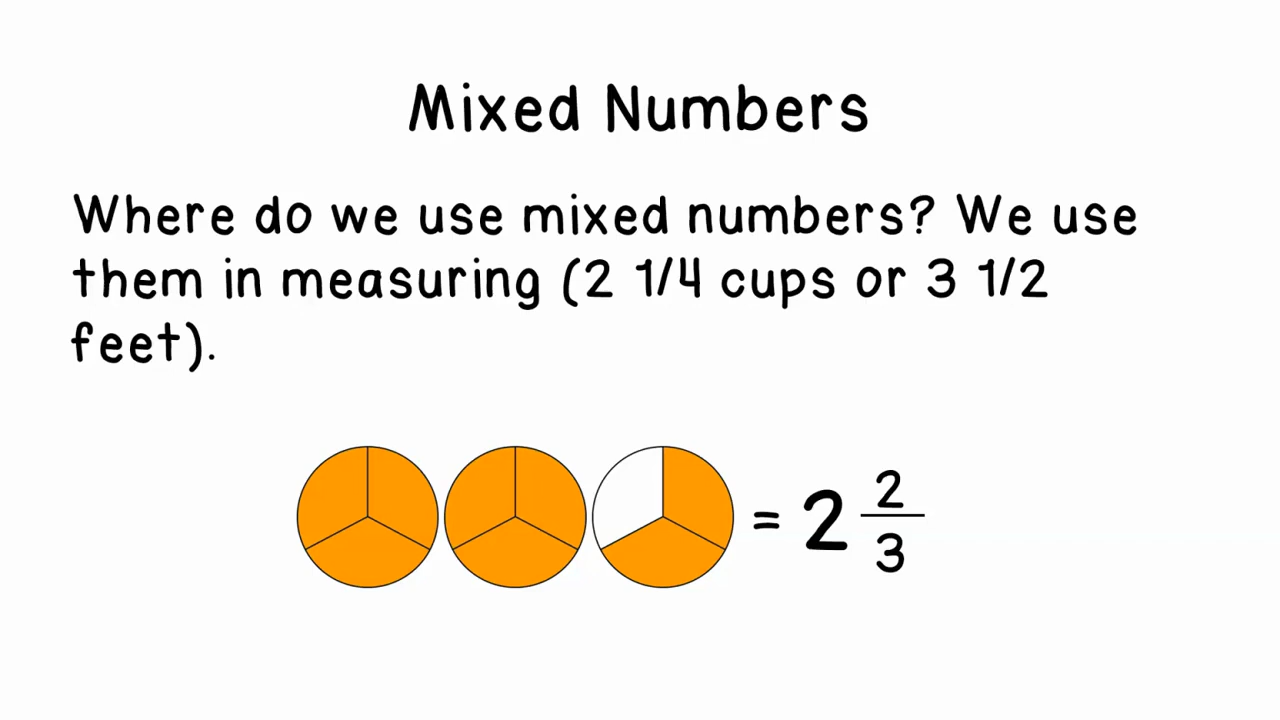 Mixed Numbers
Where do we use mixed numbers? We use
them in measuring (2 1/4 cups or 3 1/2
feet).
= 2 2/3